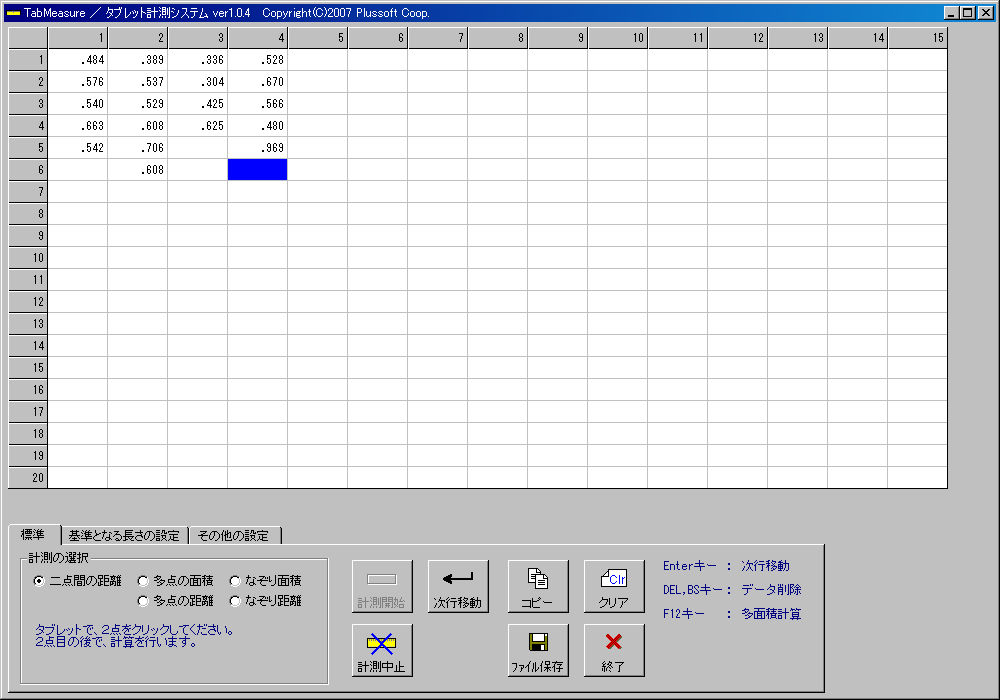 TabMeasure ／ タブレット計測システム ver1.0.4 Copyright(C)2007 Plussoft Coop.
1 2 3 4 5 6 7 8 9 10 11 12 13 14 15
1 .484 .389 .336 .528
2 .576 .537 .304 .670
3 .540 .529 .425 .566
4 .663 .608 .625 .480
5 .542 .706 .969
6 .608
7
8
9
10
11
12
13
14
15
16
17
18
19
20
標準 基準となる長さの設定 その他の設定
計測の選択
二点間の距離 多点の面積 なぞり面積
多点の距離 なぞり距離
タブレットで、2点をクリックしてください。
2点目の後で、計算を行います。
計測開始 次行移動 コピー Clr クリア
計測中止 ファイル保存 終了
Enterキー ： 次行移動
DEL,BSキー： データ削除
F12キー ： 多面積計算